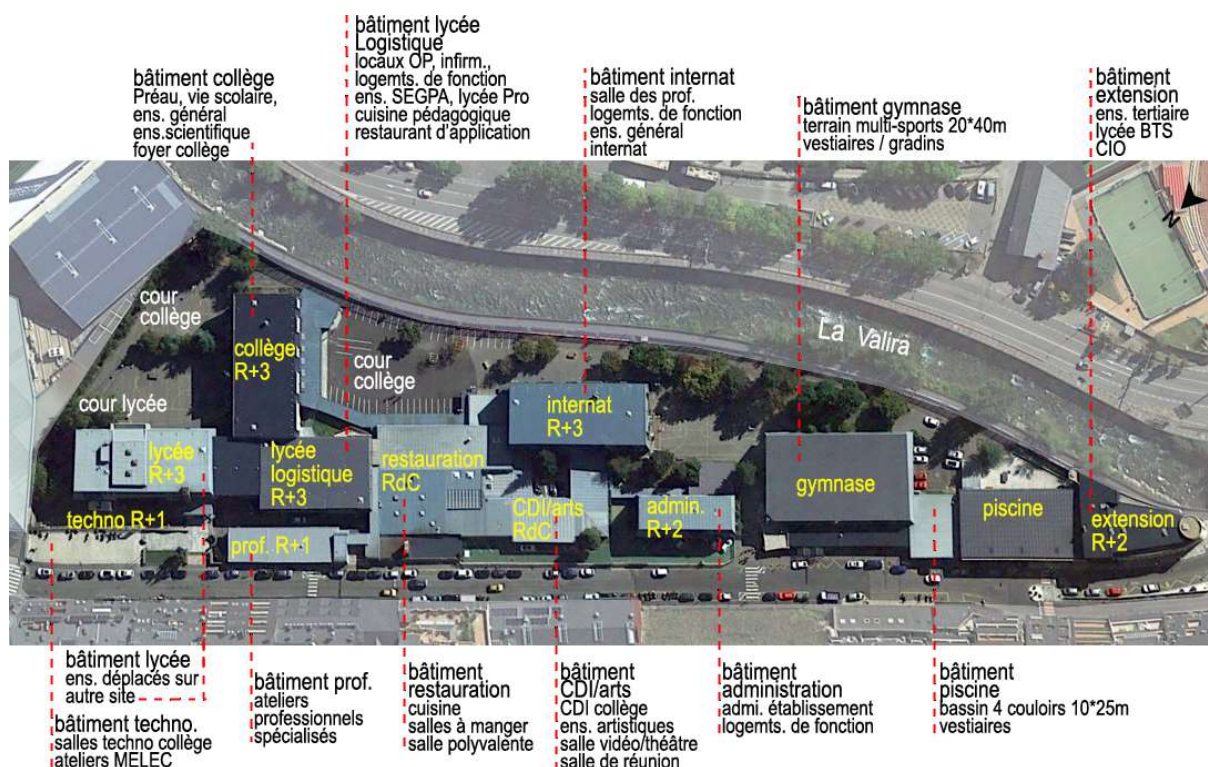 bâtiment collège
Préau, vie scolaire,
ens. général
ens.scientifique
foyer collège
bâtiment lycée
Logistique
locaux OP, infirm.,
logemts. de fonction
ens. SEGPA, lycée Pro
cuisine pédagogique
restaurant d'application
bâtiment internat
salle des prof.
logemts. de fonction
ens. général
internat
bâtiment gymnase
terrain multi-sports 20*40m
vestiaires / gradins
bâtiment
extension
ens. tertiaire
lycée BTS
CIO
N
cour
collège
collège
R+3
cour
collège
La Valira
cour lycée
internat
R+3
lycée
R+3
lycée
logistique
R+3
restauration
RdC
CDI/arts
RdC
admin.
R+2
gymnase
piscine
extension
R+2
techno R+1
prof. R+1
bâtiment lycée
ens. déplacés sur
autre site
bâtiment techno.
salles techno collège
ateliers MELEC
bâtiment prof.
ateliers
professionnels
spécialisés
bâtiment
restauration
cuisine
salles à manger
salle polyvalente
bâtiment
CDI/arts
CDI collège
ens. artistiques
salle vidéo/théâtre
salle de réunion
bâtiment
administration
admi. établissement
logemts. de fonction
bâtiment
piscine
bassin 4 couloirs 10*25m
vestiaires